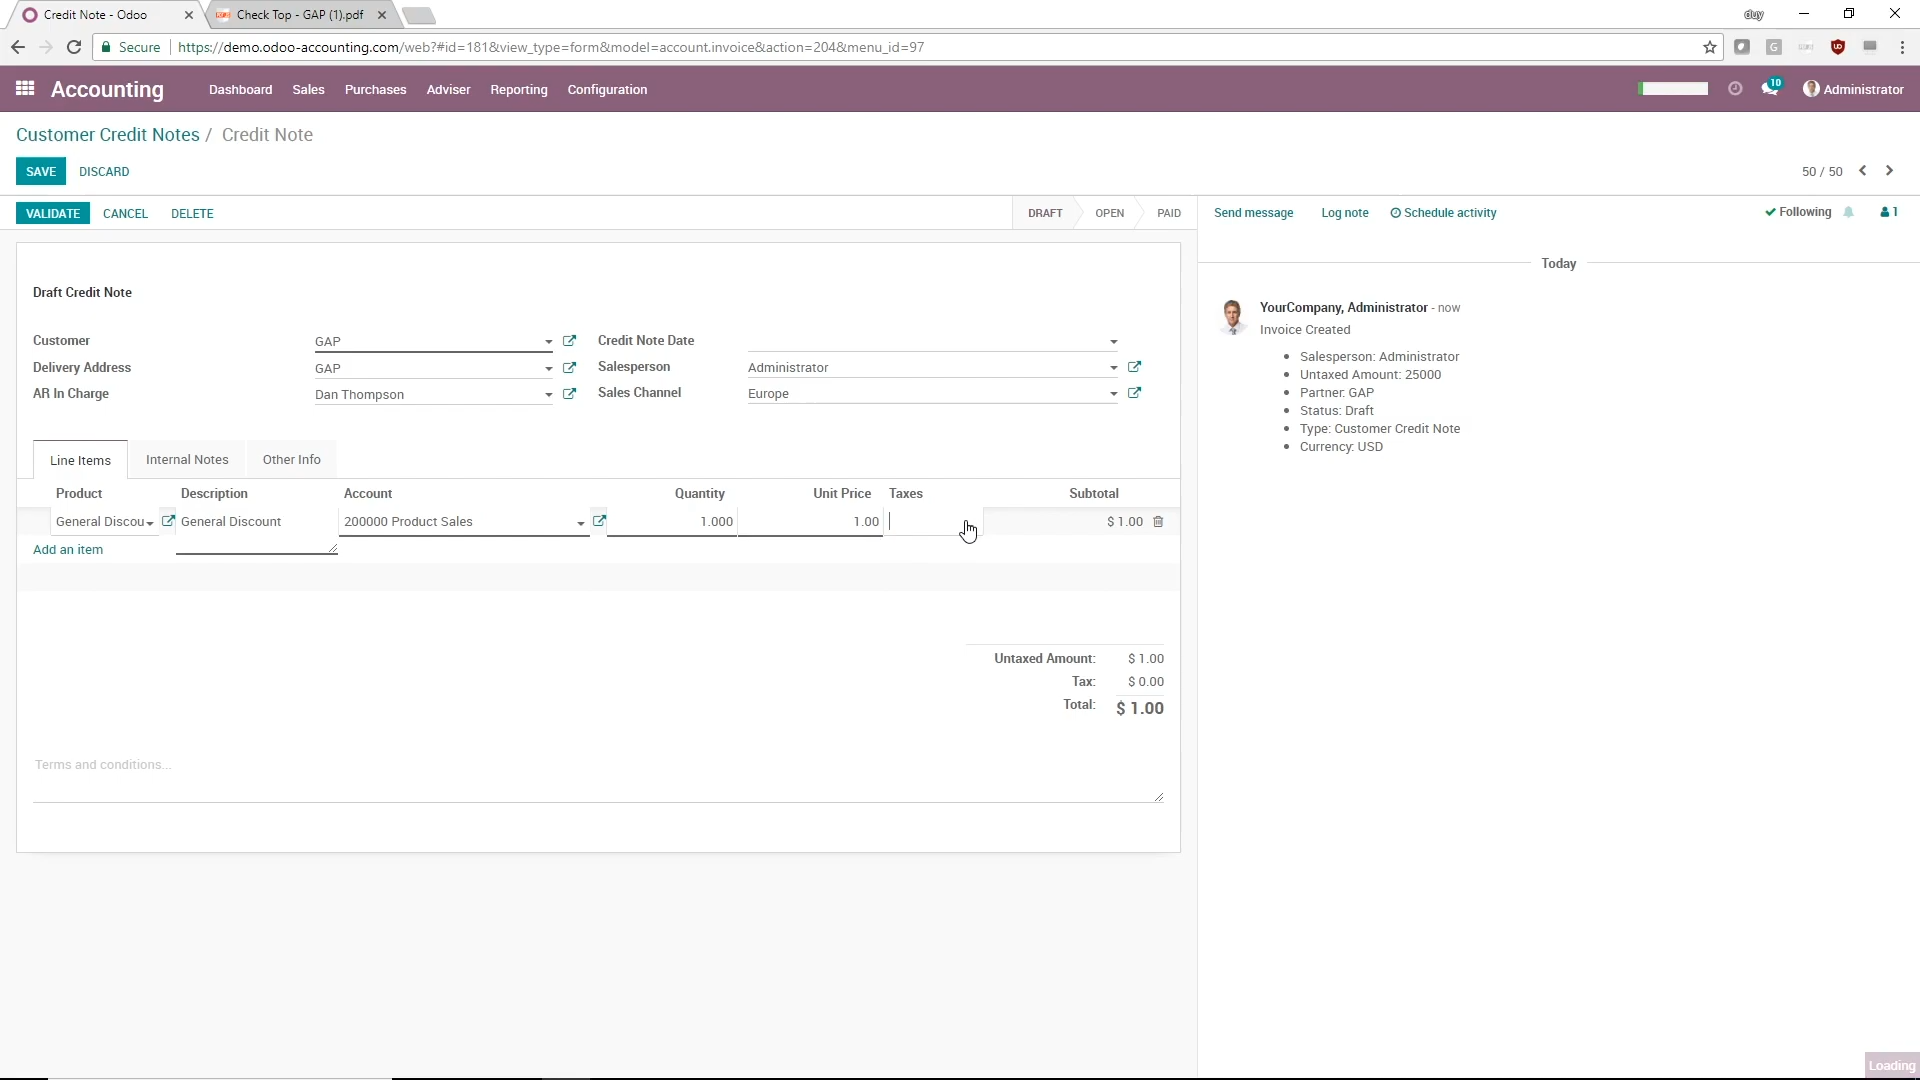 Credit Note - Odoo
Check Top - GAP (1).pdf
duy
Secure
https://demo.odoo-accounting.com/web?#id=181&view_type=form&model=account.invoice&action=204&menu_id=97
Accounting
Dashboard
Sales
Purchases
Adviser
Reporting
Configuration
10
Administrator
Customer Credit Notes / Credit Note
SAVE
DISCARD
50 / 50
VALIDATE
CANCEL
DELETE
DRAFT
OPEN
PAID
Send message
Log note
Schedule activity
Following
1
Draft Credit Note
Customer
GAP
Credit Note Date
Delivery Address
GAP
Salesperson
Administrator
AR In Charge
Dan Thompson
Sales Channel
Europe
Line Items
Internal Notes
Other Info
Product
Description
Account
Quantity
Unit Price
Taxes
Subtotal
General Discou
General Discount
200000 Product Sales
1.000
1.00
$ 1.00
Add an item
Untaxed Amount: $ 1.00
Tax: $ 0.00
Total: $ 1.00
Terms and conditions...
Today
YourCompany, Administrator - now
Invoice Created
Salesperson: Administrator
Untaxed Amount: 25000
Partner: GAP
Status: Draft
Type: Customer Credit Note
Currency: USD
Loading